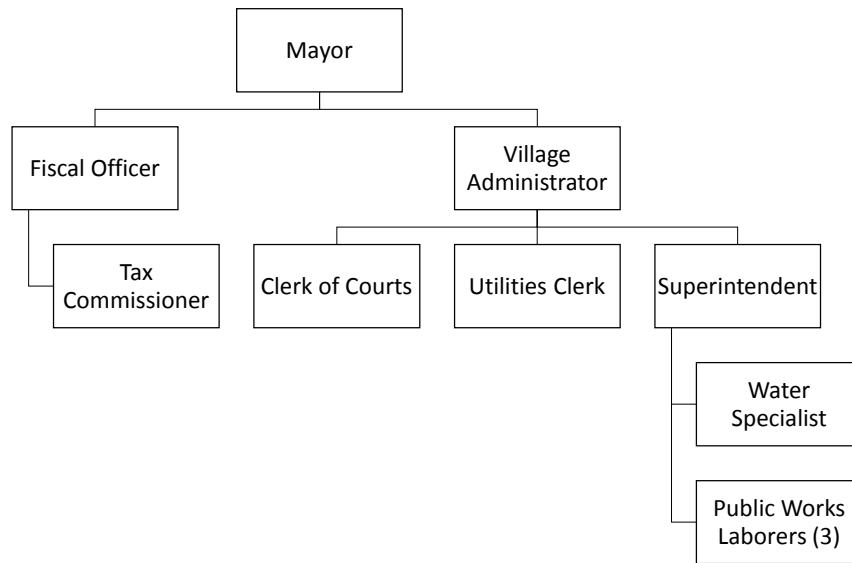 Mayor
Fiscal Officer
Village
Administrator
Tax
Commissioner
Clerk of Courts
Utilities Clerk
Superintendent
Water
Specialist
Public Works
Laborers (3)